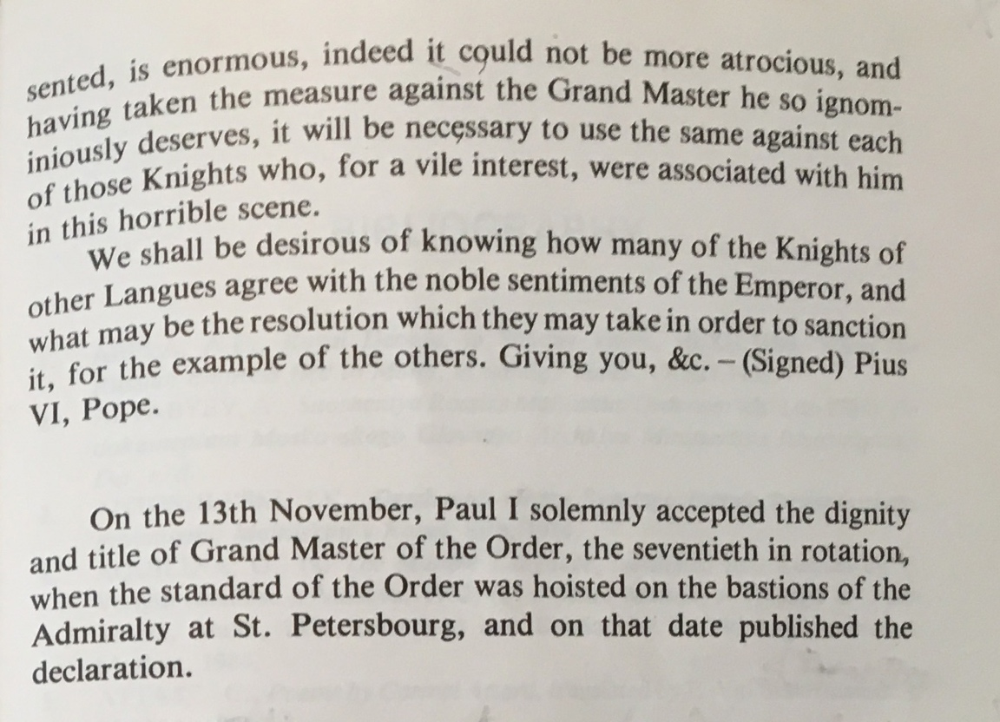 sented, is enormous, indeed it could not be more atrocious, and
having taken the measure against the Grand Master he so ignom-
iniously deserves, it will be necessary to use the same against each
of those Knights who, for a vile interest, were associated with him
in this horrible scene.
We shall be desirous of knowing how many of the Knights of
other Langues agree with the noble sentiments of the Emperor, and
what may be the resolution which they may take in order to sanction
it, for the example of the others. Giving you, &c. – (Signed) Pius
VI, Pope.
On the 13th November, Paul I solemnly accepted the dignity
and title of Grand Master of the Order, the seventieth in rotation,
when the standard of the Order was hoisted on the bastions of the
Admiralty at St. Petersbourg, and on that date published the
declaration.